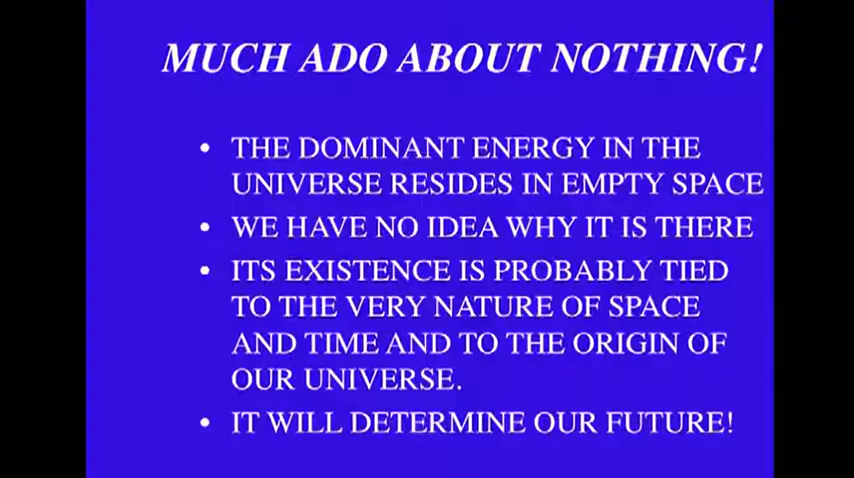 MUCH ADO ABOUT NOTHING!
• THE DOMINANT ENERGY IN THE
UNIVERSE RESIDES IN EMPTY SPACE
• WE HAVE NO IDEA WHY IT IS THERE
• ITS EXISTENCE IS PROBABLY TIED
TO THE VERY NATURE OF SPACE
AND TIME AND TO THE ORIGIN OF
OUR UNIVERSE.
• IT WILL DETERMINE OUR FUTURE!